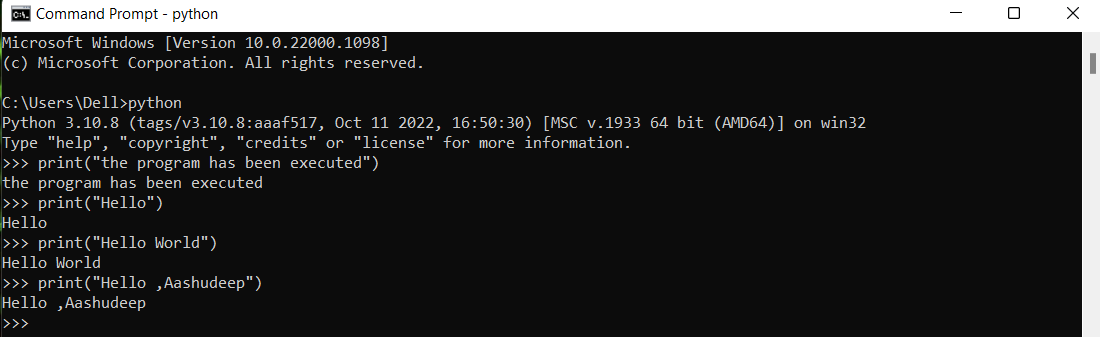 Command Prompt - python
Microsoft Windows [Version 10.0.22000.1098]
(c) Microsoft Corporation. All rights reserved.
C:\Users\Dell>python
Python 3.10.8 (tags/v3.10.8:aaaf517, Oct 11 2022, 16:50:30) [MSC v.1933 64 bit (AMD64)] on win32
Type "help", "copyright", "credits" or "license" for more information.
>>> print("the program has been executed")
the program has been executed
>>> print("Hello")
Hello
>>> print("Hello World")
Hello World
>>> print("Hello ,Aashudeep")
Hello ,Aashudeep
>>>